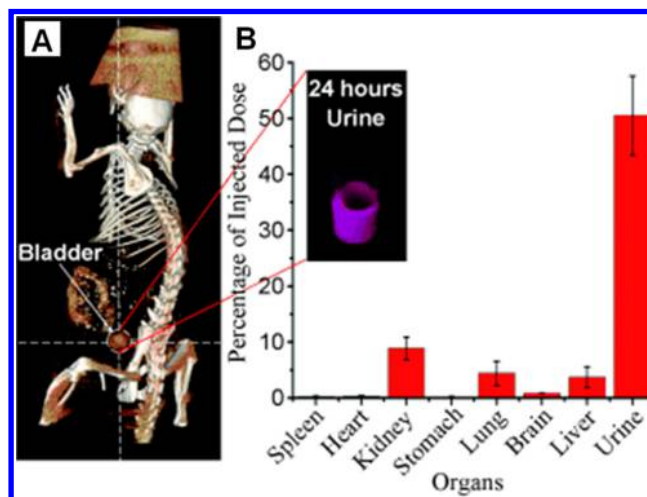 A
Bladder
B
Percentage of Injected Dose
60
50
40
30
20
10
0
24 hours
Urine
Spleen
Heart
Kidney
Stomach
Lung
Brain
Liver
Urine
Organs